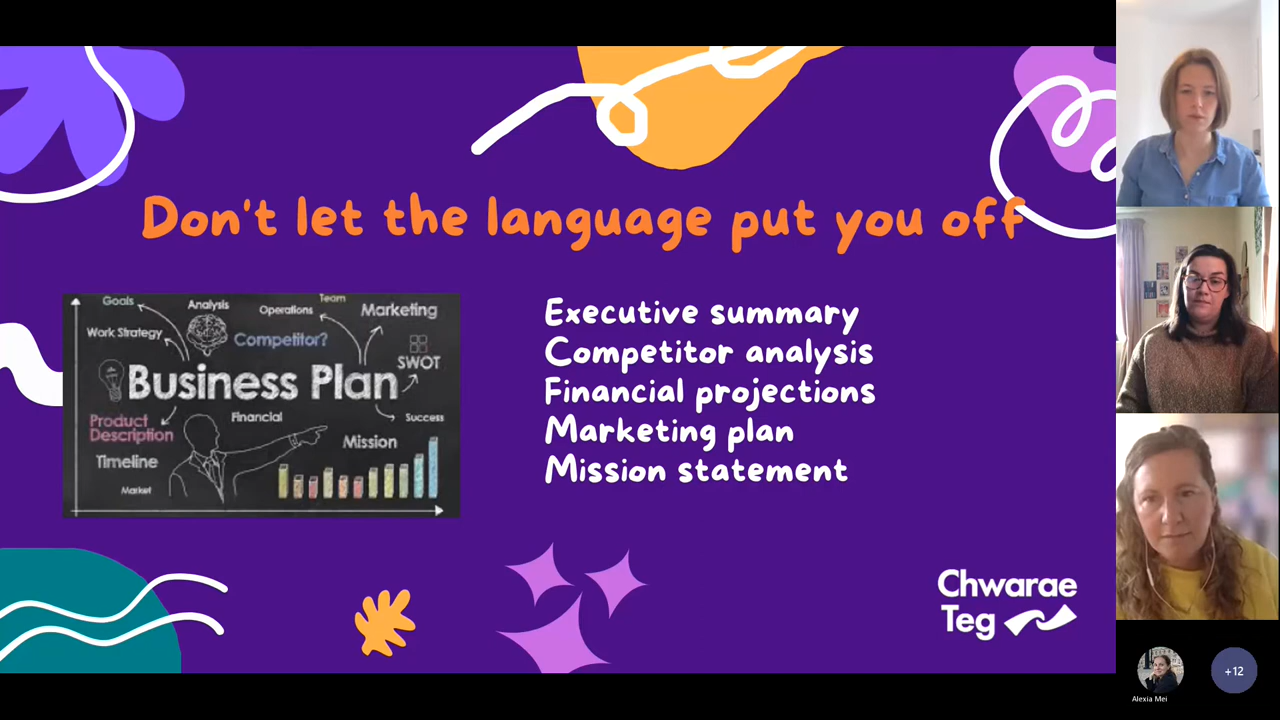 Don't let the language put you off
Goals
Analysis
Operations
Team
Marketing
Work Strategy
Competitor?
SWOT
Business Plan
Product
Description
Financial
Success
Mission
Timeline
Market
Executive summary
Competitor analysis
Financial projections
Marketing plan
Mission statement
Chwarae
Teg
Alexia Mei
+12